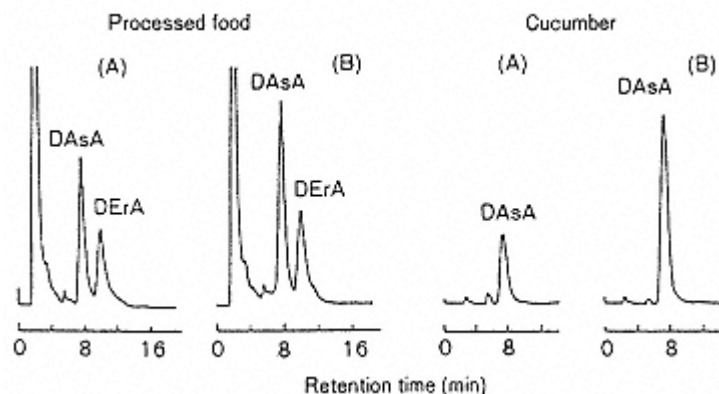 Processed food
Cucumber
(A)
(B)
(A)
(B)
DAsA
DErA
DAsA
DErA
DAsA
DAsA
0 8 16
0 8 16
0 8
0 8
Retention time (min)